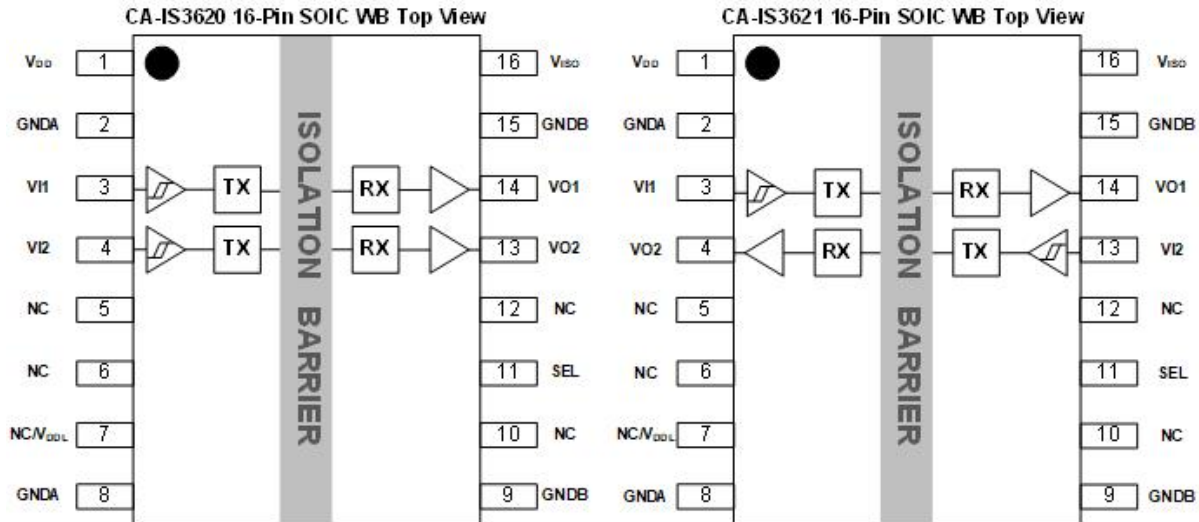 CA-IS3620 16-Pin SOIC WB Top View
VDD 1 16 VISO
GNDA 2 15 GNDB
VI1 3 TX RX 14 VO1
VI2 4 TX RX 13 VO2
NC 5 12 NC
NC 6 11 SEL
NC/VDDL 7 10 NC
GNDA 8 9 GNDB
ISOLATION BARRIER
CA-IS3621 16-Pin SOIC WB Top View
VDD 1 16 VISO
GNDA 2 15 GNDB
VI1 3 TX RX 14 VO1
VO2 4 RX TX 13 VI2
NC 5 12 NC
NC 6 11 SEL
NC/VDDL 7 10 NC
GNDA 8 9 GNDB
ISOLATION BARRIER